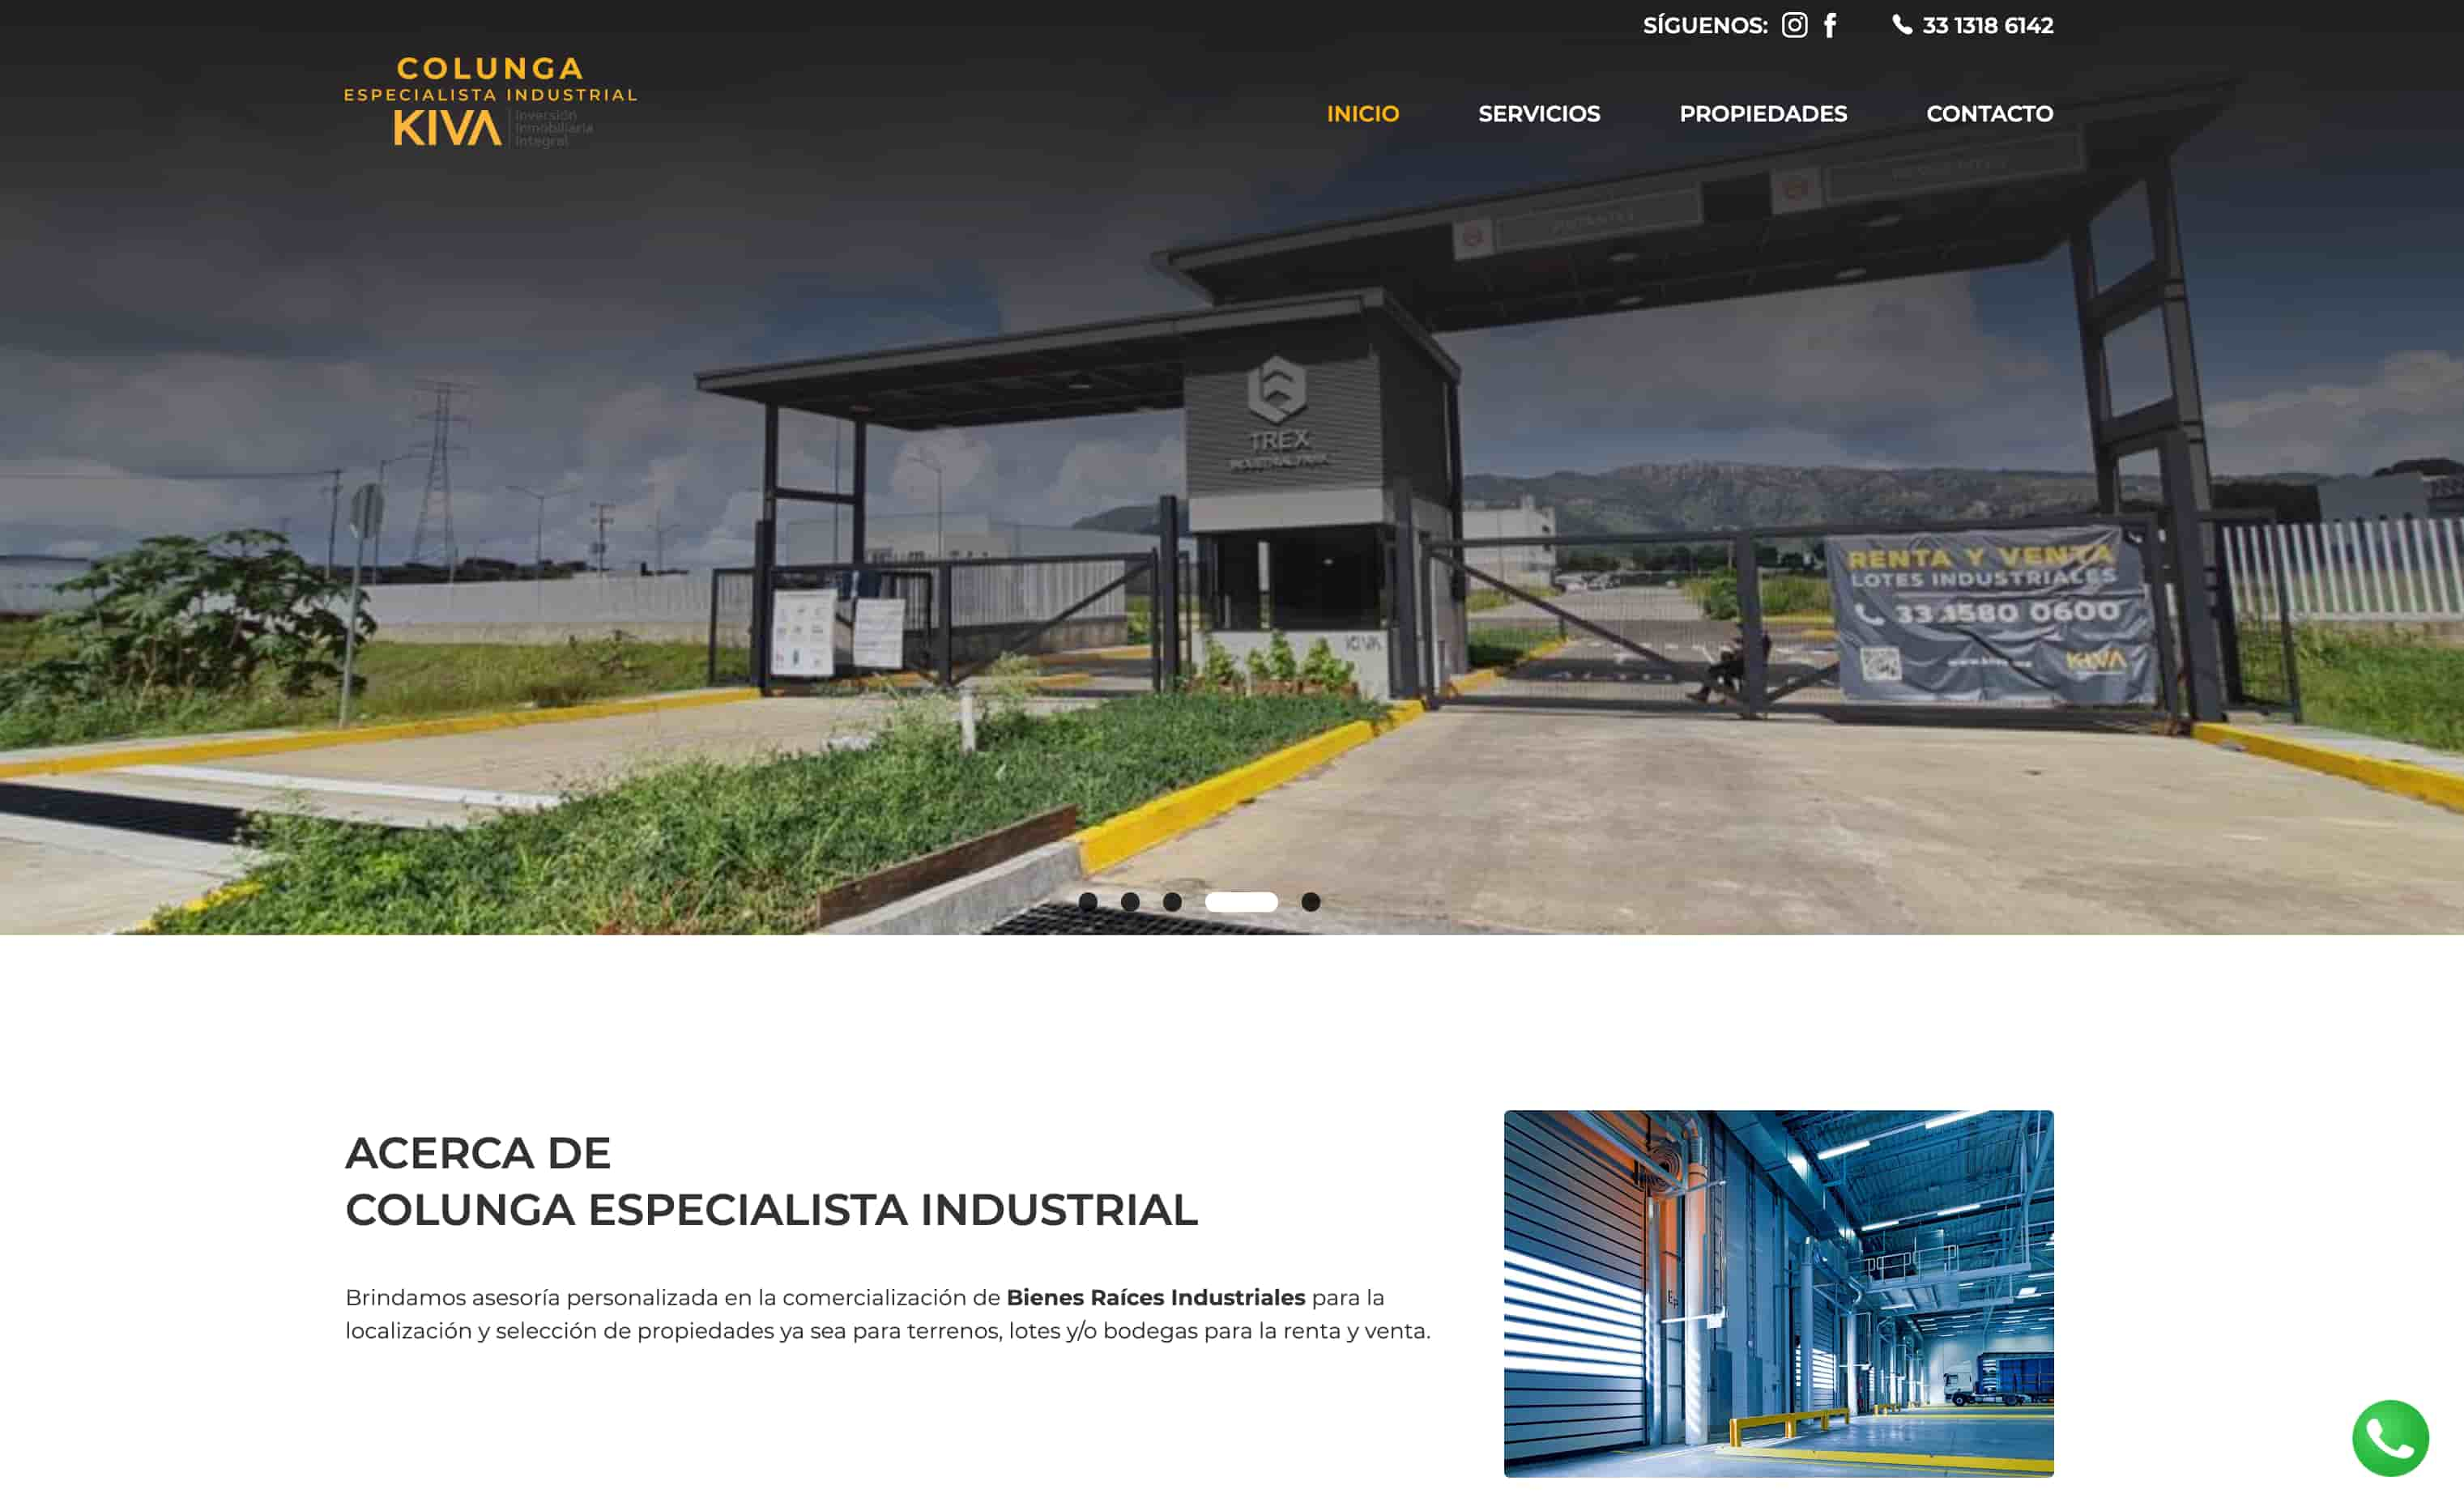 SÍGUENOS:
33 1318 6142
COLUNGA
ESPECIALISTA INDUSTRIAL
KIVA
Inversión
Inmobiliaria
Integral
INICIO
SERVICIOS
PROPIEDADES
CONTACTO
TREX
INDUSTRIAL PARK
RENTA Y VENTA
LOTES INDUSTRIALES
33 1580 0600
KIVA
KIVA
ACERCA DE
COLUNGA ESPECIALISTA INDUSTRIAL
Brindamos asesoría personalizada en la comercialización de Bienes Raíces Industriales para la
localización y selección de propiedades ya sea para terrenos, lotes y/o bodegas para la renta y venta.